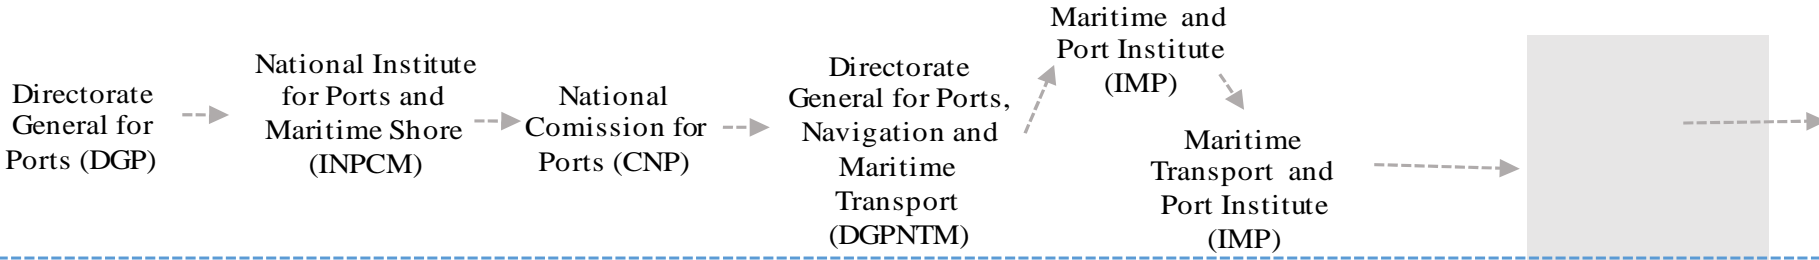 Directorate
General for
Ports (DGP)
National Institute
for Ports and
Maritime Shore
(INPCM)
National
Comission for
Ports (CNP)
Directorate
General for Ports,
Navigation and
Maritime
Transport
(DGPNTM)
Maritime and
Port Institute
(IMP)
Maritime
Transport and
Port Institute
(IMP)